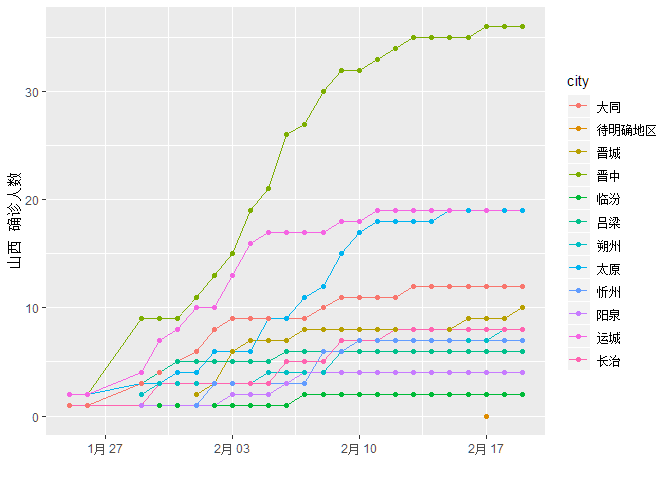 山西 确诊人数
30
20
10
0
1月 27
2月 03
2月 10
2月 17
city
大同
待明确地区
晋城
晋中
临汾
吕梁
朔州
太原
忻州
阳泉
运城
长治